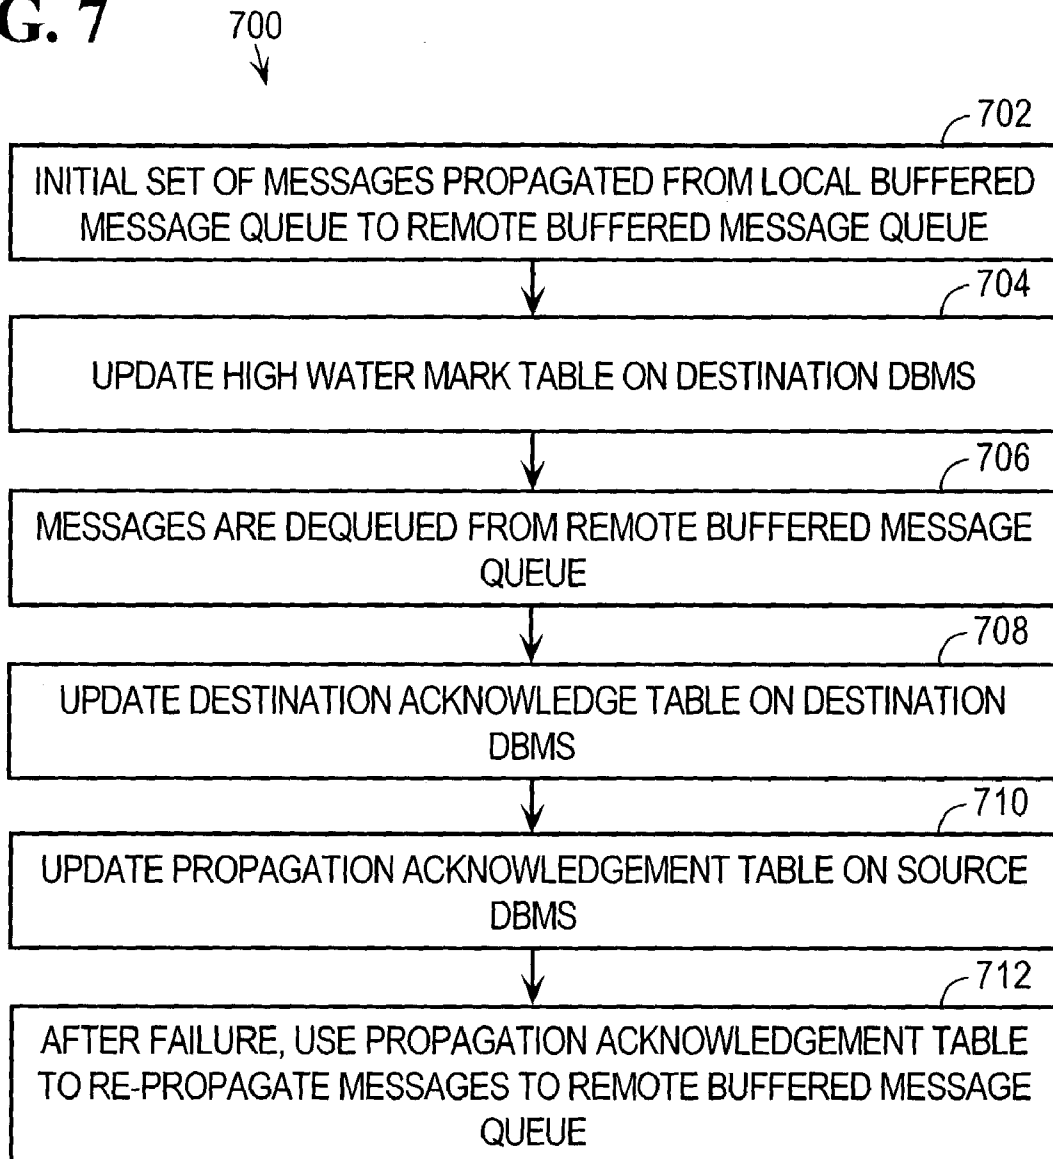 G. 7
700
702
INITIAL SET OF MESSAGES PROPAGATED FROM LOCAL BUFFERED
MESSAGE QUEUE TO REMOTE BUFFERED MESSAGE QUEUE
704
UPDATE HIGH WATER MARK TABLE ON DESTINATION DBMS
706
MESSAGES ARE DEQUEUED FROM REMOTE BUFFERED MESSAGE
QUEUE
708
UPDATE DESTINATION ACKNOWLEDGE TABLE ON DESTINATION
DBMS
710
UPDATE PROPAGATION ACKNOWLEDGEMENT TABLE ON SOURCE
DBMS
712
AFTER FAILURE, USE PROPAGATION ACKNOWLEDGEMENT TABLE
TO RE-PROPAGATE MESSAGES TO REMOTE BUFFERED MESSAGE
QUEUE